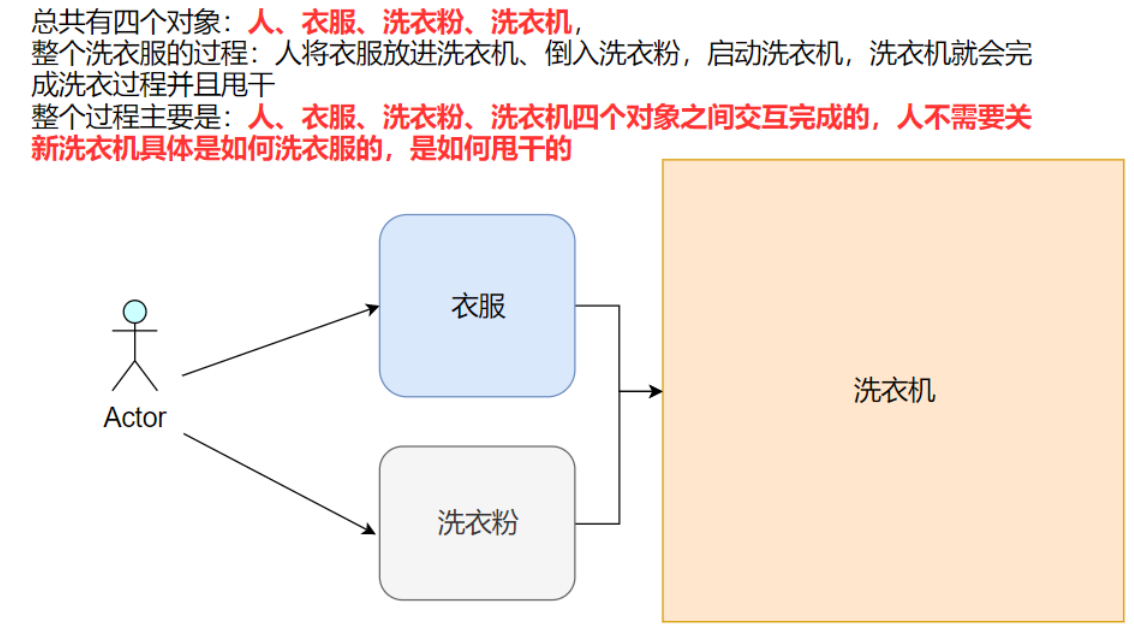 总共有四个对象：人、衣服、洗衣粉、洗衣机，
整个洗衣服的过程：人将衣服放进洗衣机、倒入洗衣粉，启动洗衣机，洗衣机就会完
成洗衣过程并且甩干
整个过程主要是：人、衣服、洗衣粉、洗衣机四个对象之间交互完成的，人不需要关
新洗衣机具体是如何洗衣服的，是如何甩干的
衣服
洗衣机
Actor
洗衣粉